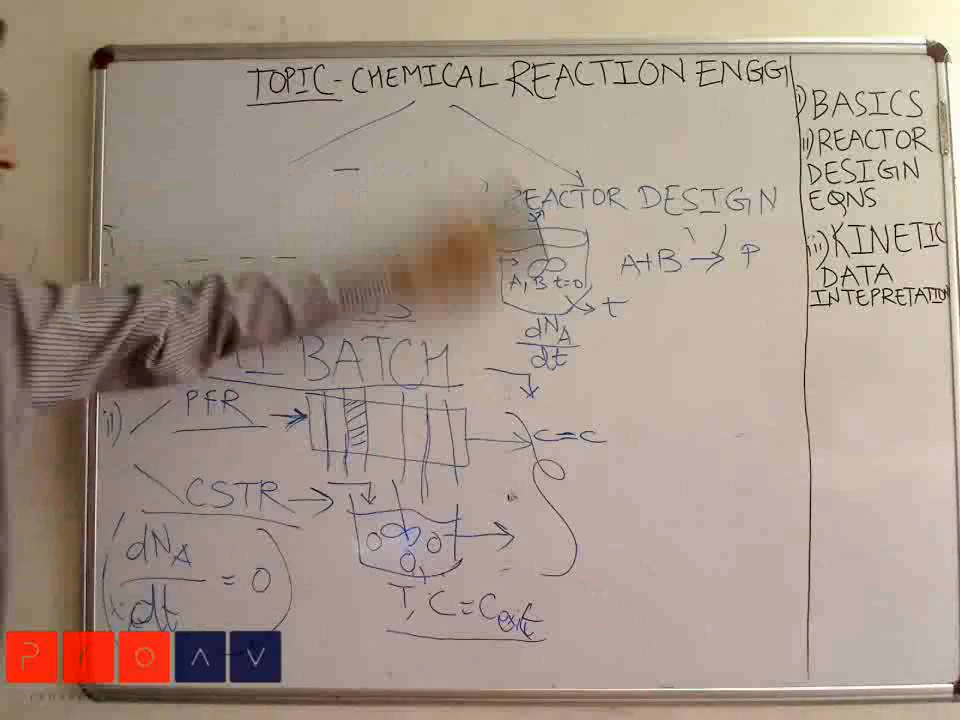 TOPIC-CHEMICAL REACTION ENGG
REACTOR DESIGN
A+B → P
A, B t=0
t
dNA
dt
BATCH
ii) PFR
C=C
CSTR
dNA
dt
= 0
T, C=Cexit
i) BASICS
ii) REACTOR
DESIGN
EQNS
iii) KINETIC
DATA
INTEPRETATION